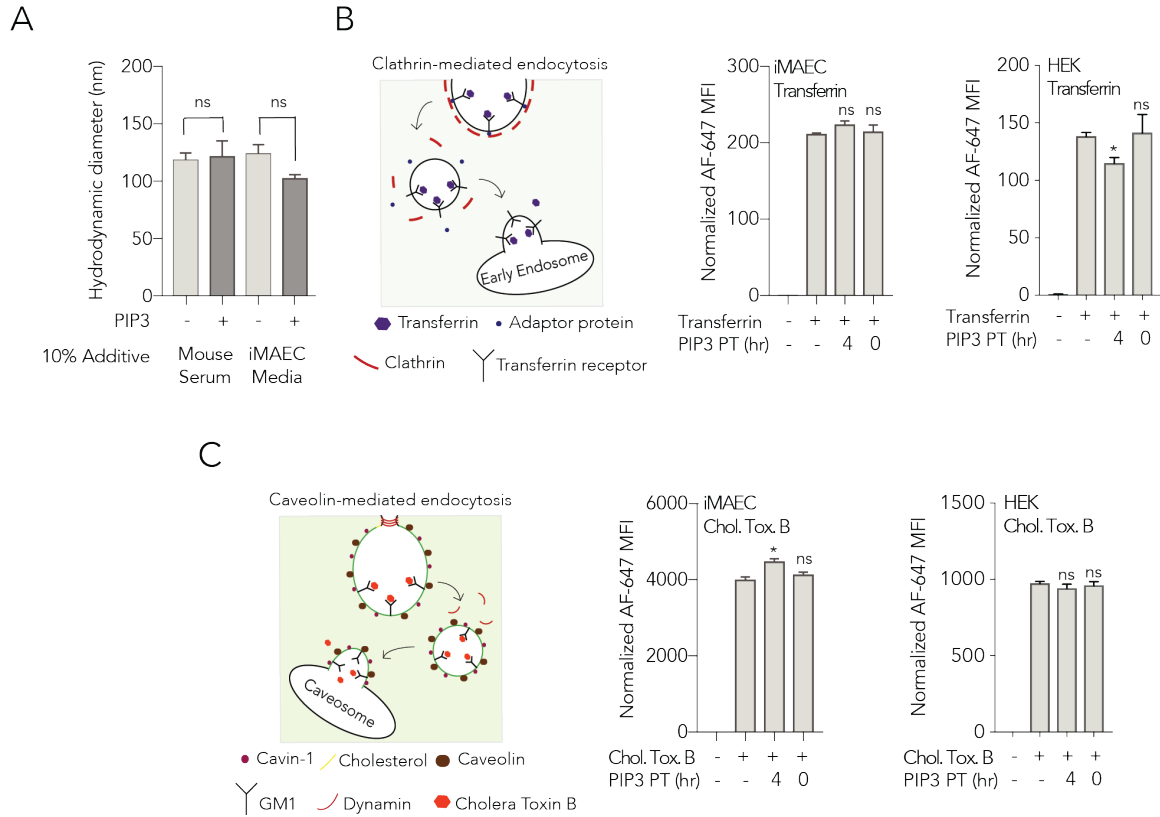 A
B
Hydrodynamic diameter (nm)
200
150
100
50
0
ns
ns
PIP3
- + - +
10% Additive
Mouse
Serum
iMAEC
Media
Clathrin-mediated endocytosis
Early Endosome
Transferrin
Adaptor protein
Clathrin
Transferrin receptor
Normalized AF-647 MFI
300
200
100
0
iMAEC
Transferrin
ns
ns
Transferrin - + + +
PIP3 PT (hr) - - 4 0
Normalized AF-647 MFI
200
150
100
50
0
HEK
Transferrin
*
ns
Transferrin - + + +
PIP3 PT (hr) - - 4 0
C
Caveolin-mediated endocytosis
Caveosome
Cavin-1
Cholesterol
Caveolin
GM1
Dynamin
Cholera Toxin B
Normalized AF-647 MFI
6000
4000
2000
0
iMAEC
Chol. Tox. B
*
ns
Chol. Tox. B - + + +
PIP3 PT (hr) - - 4 0
Normalized AF-647 MFI
1500
1000
500
0
HEK
Chol. Tox. B
ns
ns
Chol. Tox. B - + + +
PIP3 PT (hr) - - 4 0